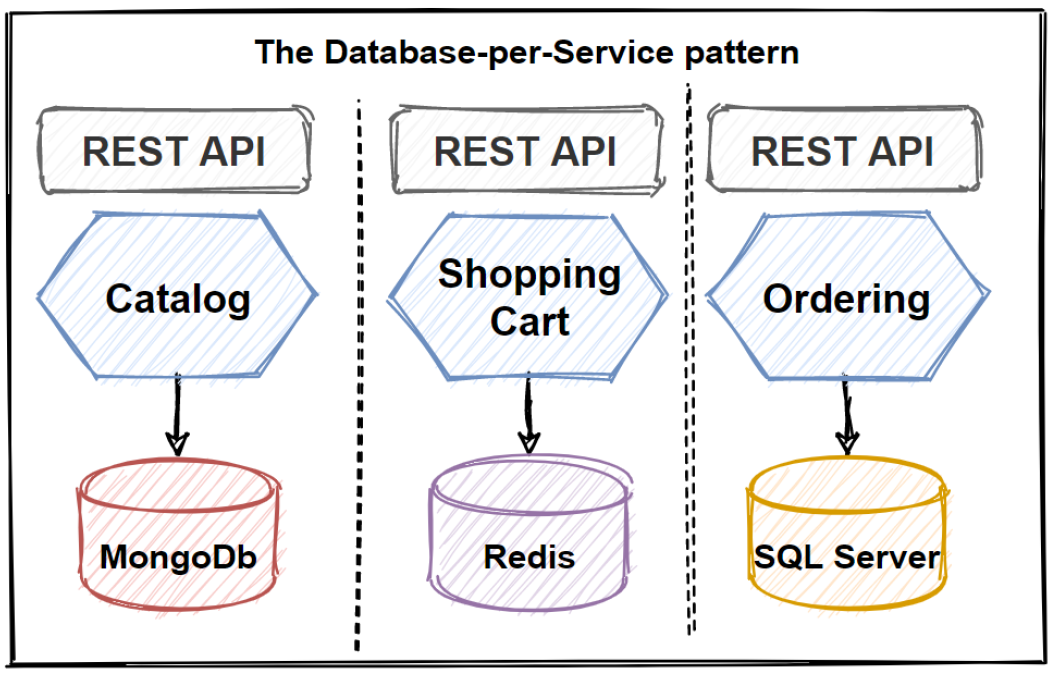 The Database-per-Service pattern
REST API
REST API
REST API
Catalog
Shopping
Cart
Ordering
MongoDb
Redis
SQL Server